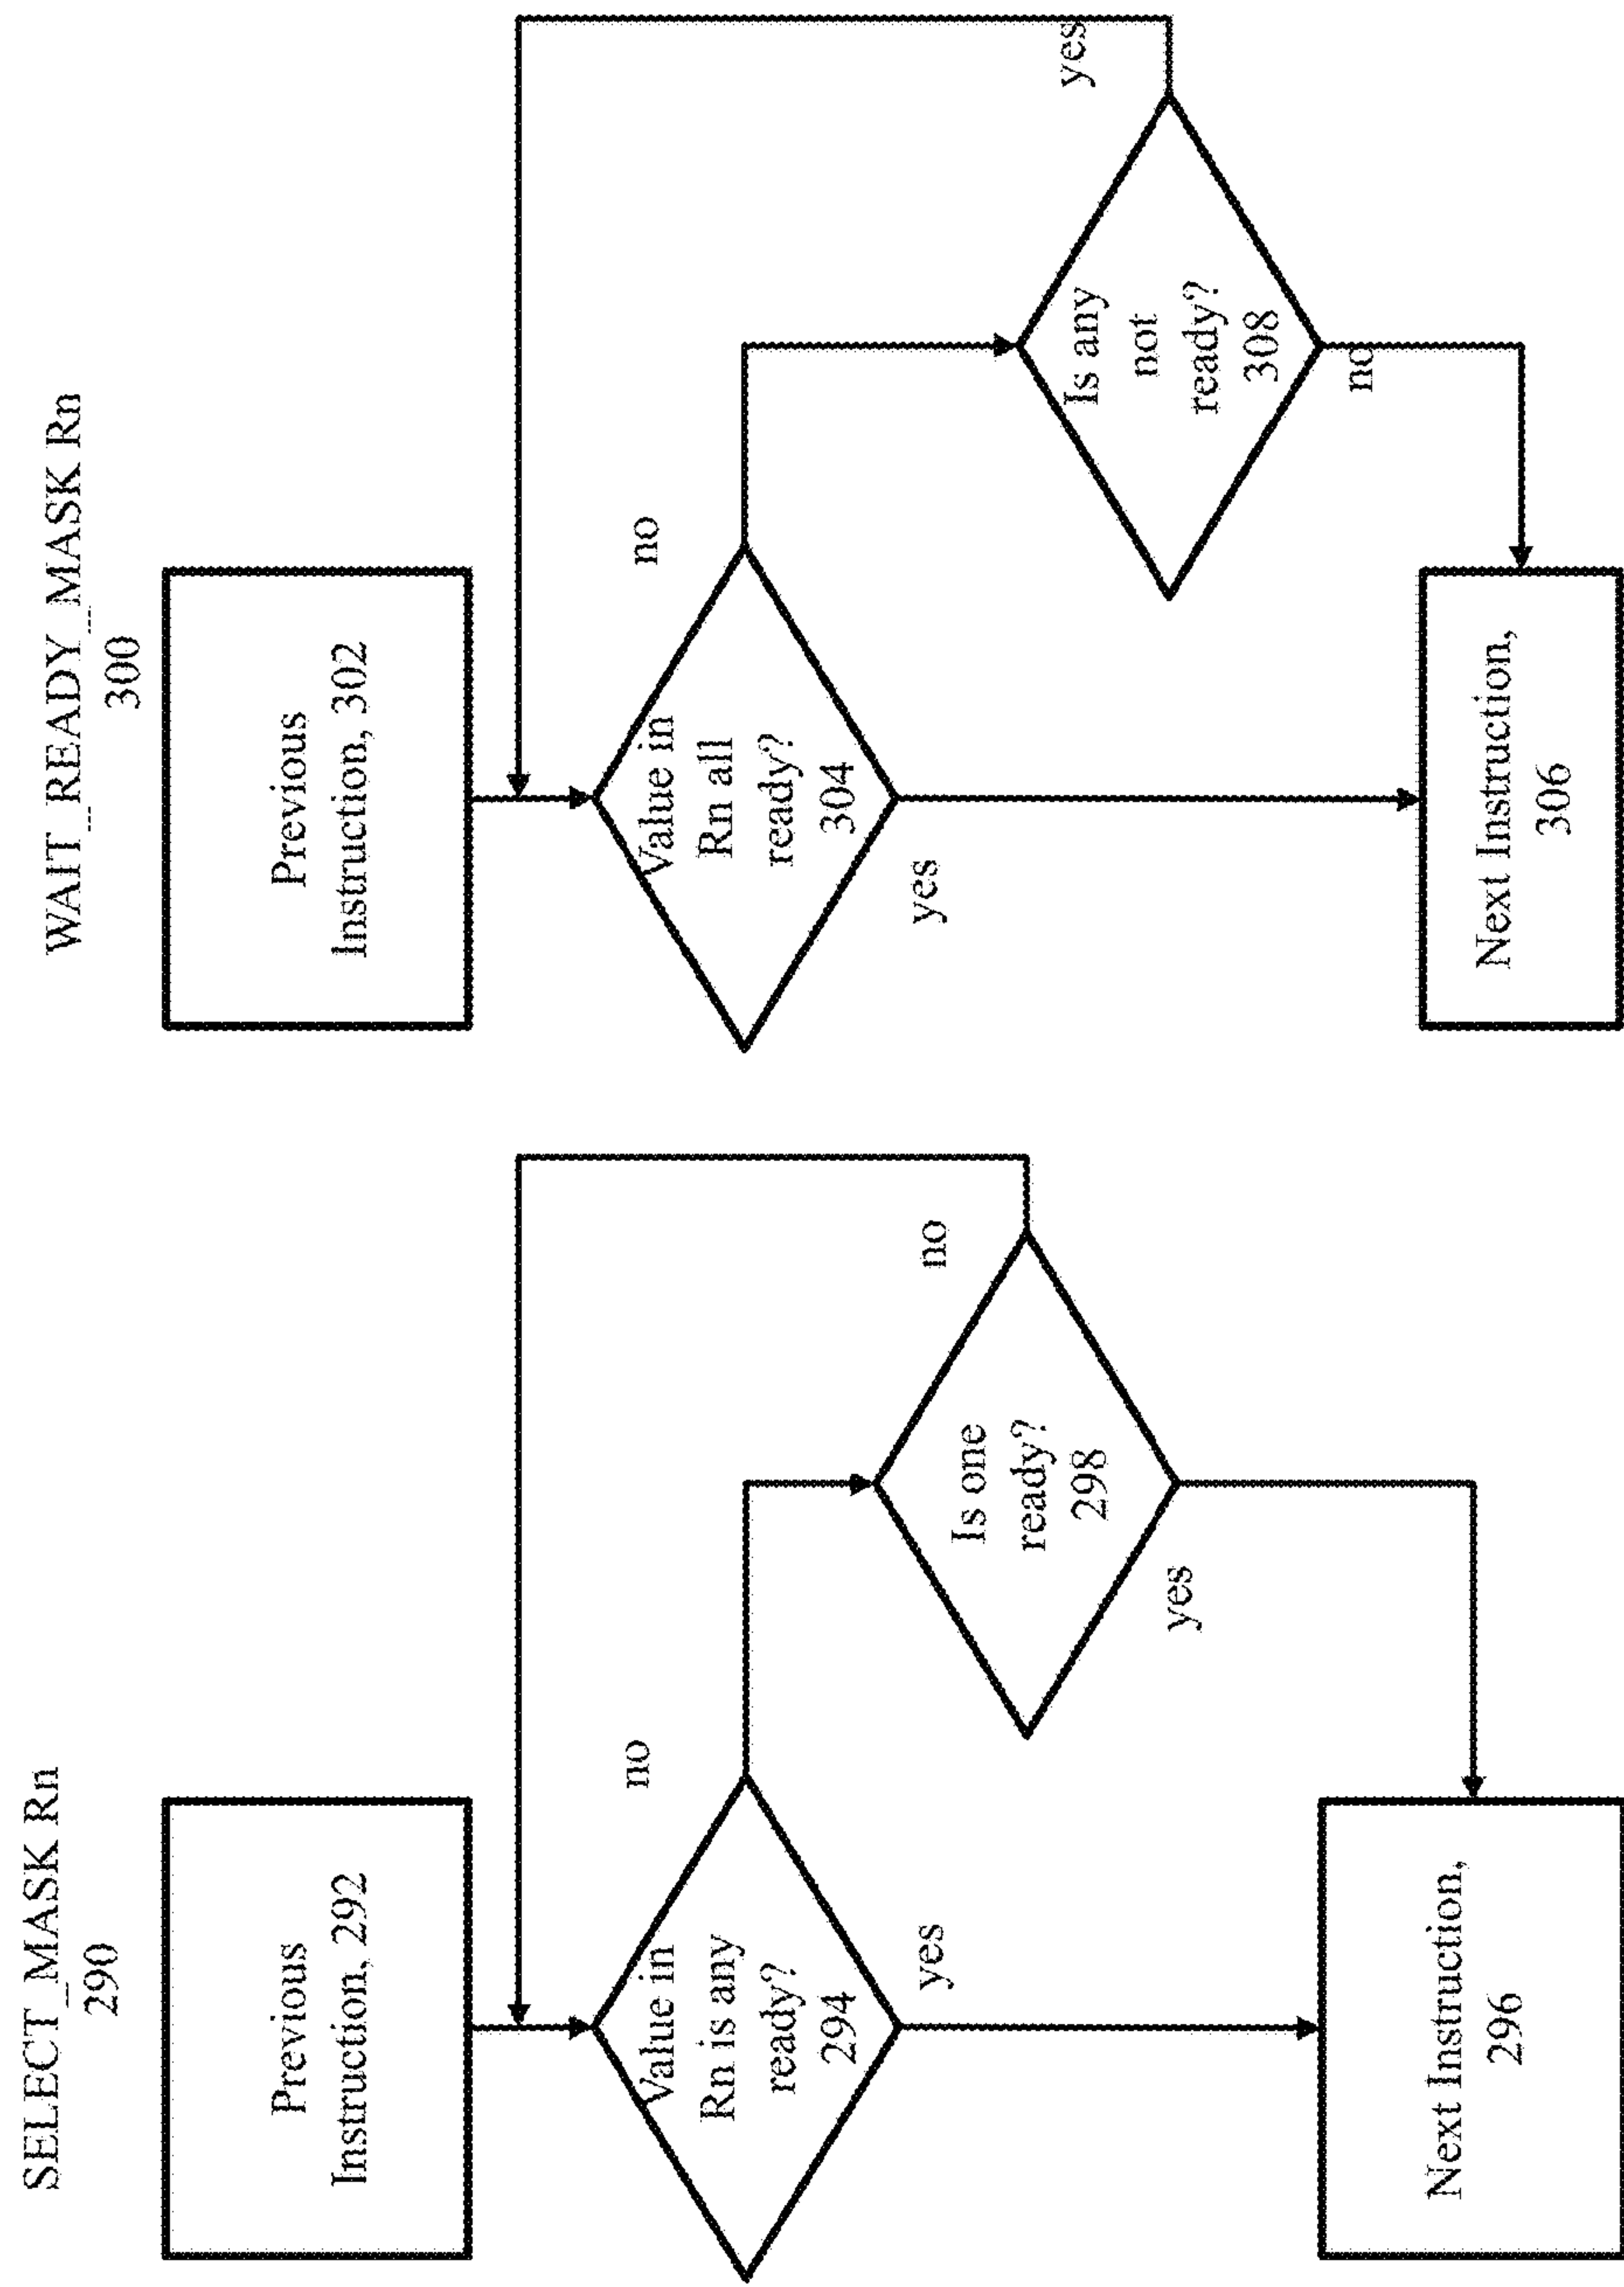 SELECT_MASK Rn
290
Previous
Instruction, 292
Value in
Rn is any
ready?
294
no
yes
Is one
ready?
298
no
yes
Next Instruction,
296
WAIT_READY_MASK Rn
300
Previous
Instruction, 302
Value in
Rn all
ready?
304
no
yes
Is any
not
ready?
308
yes
no
Next Instruction,
306